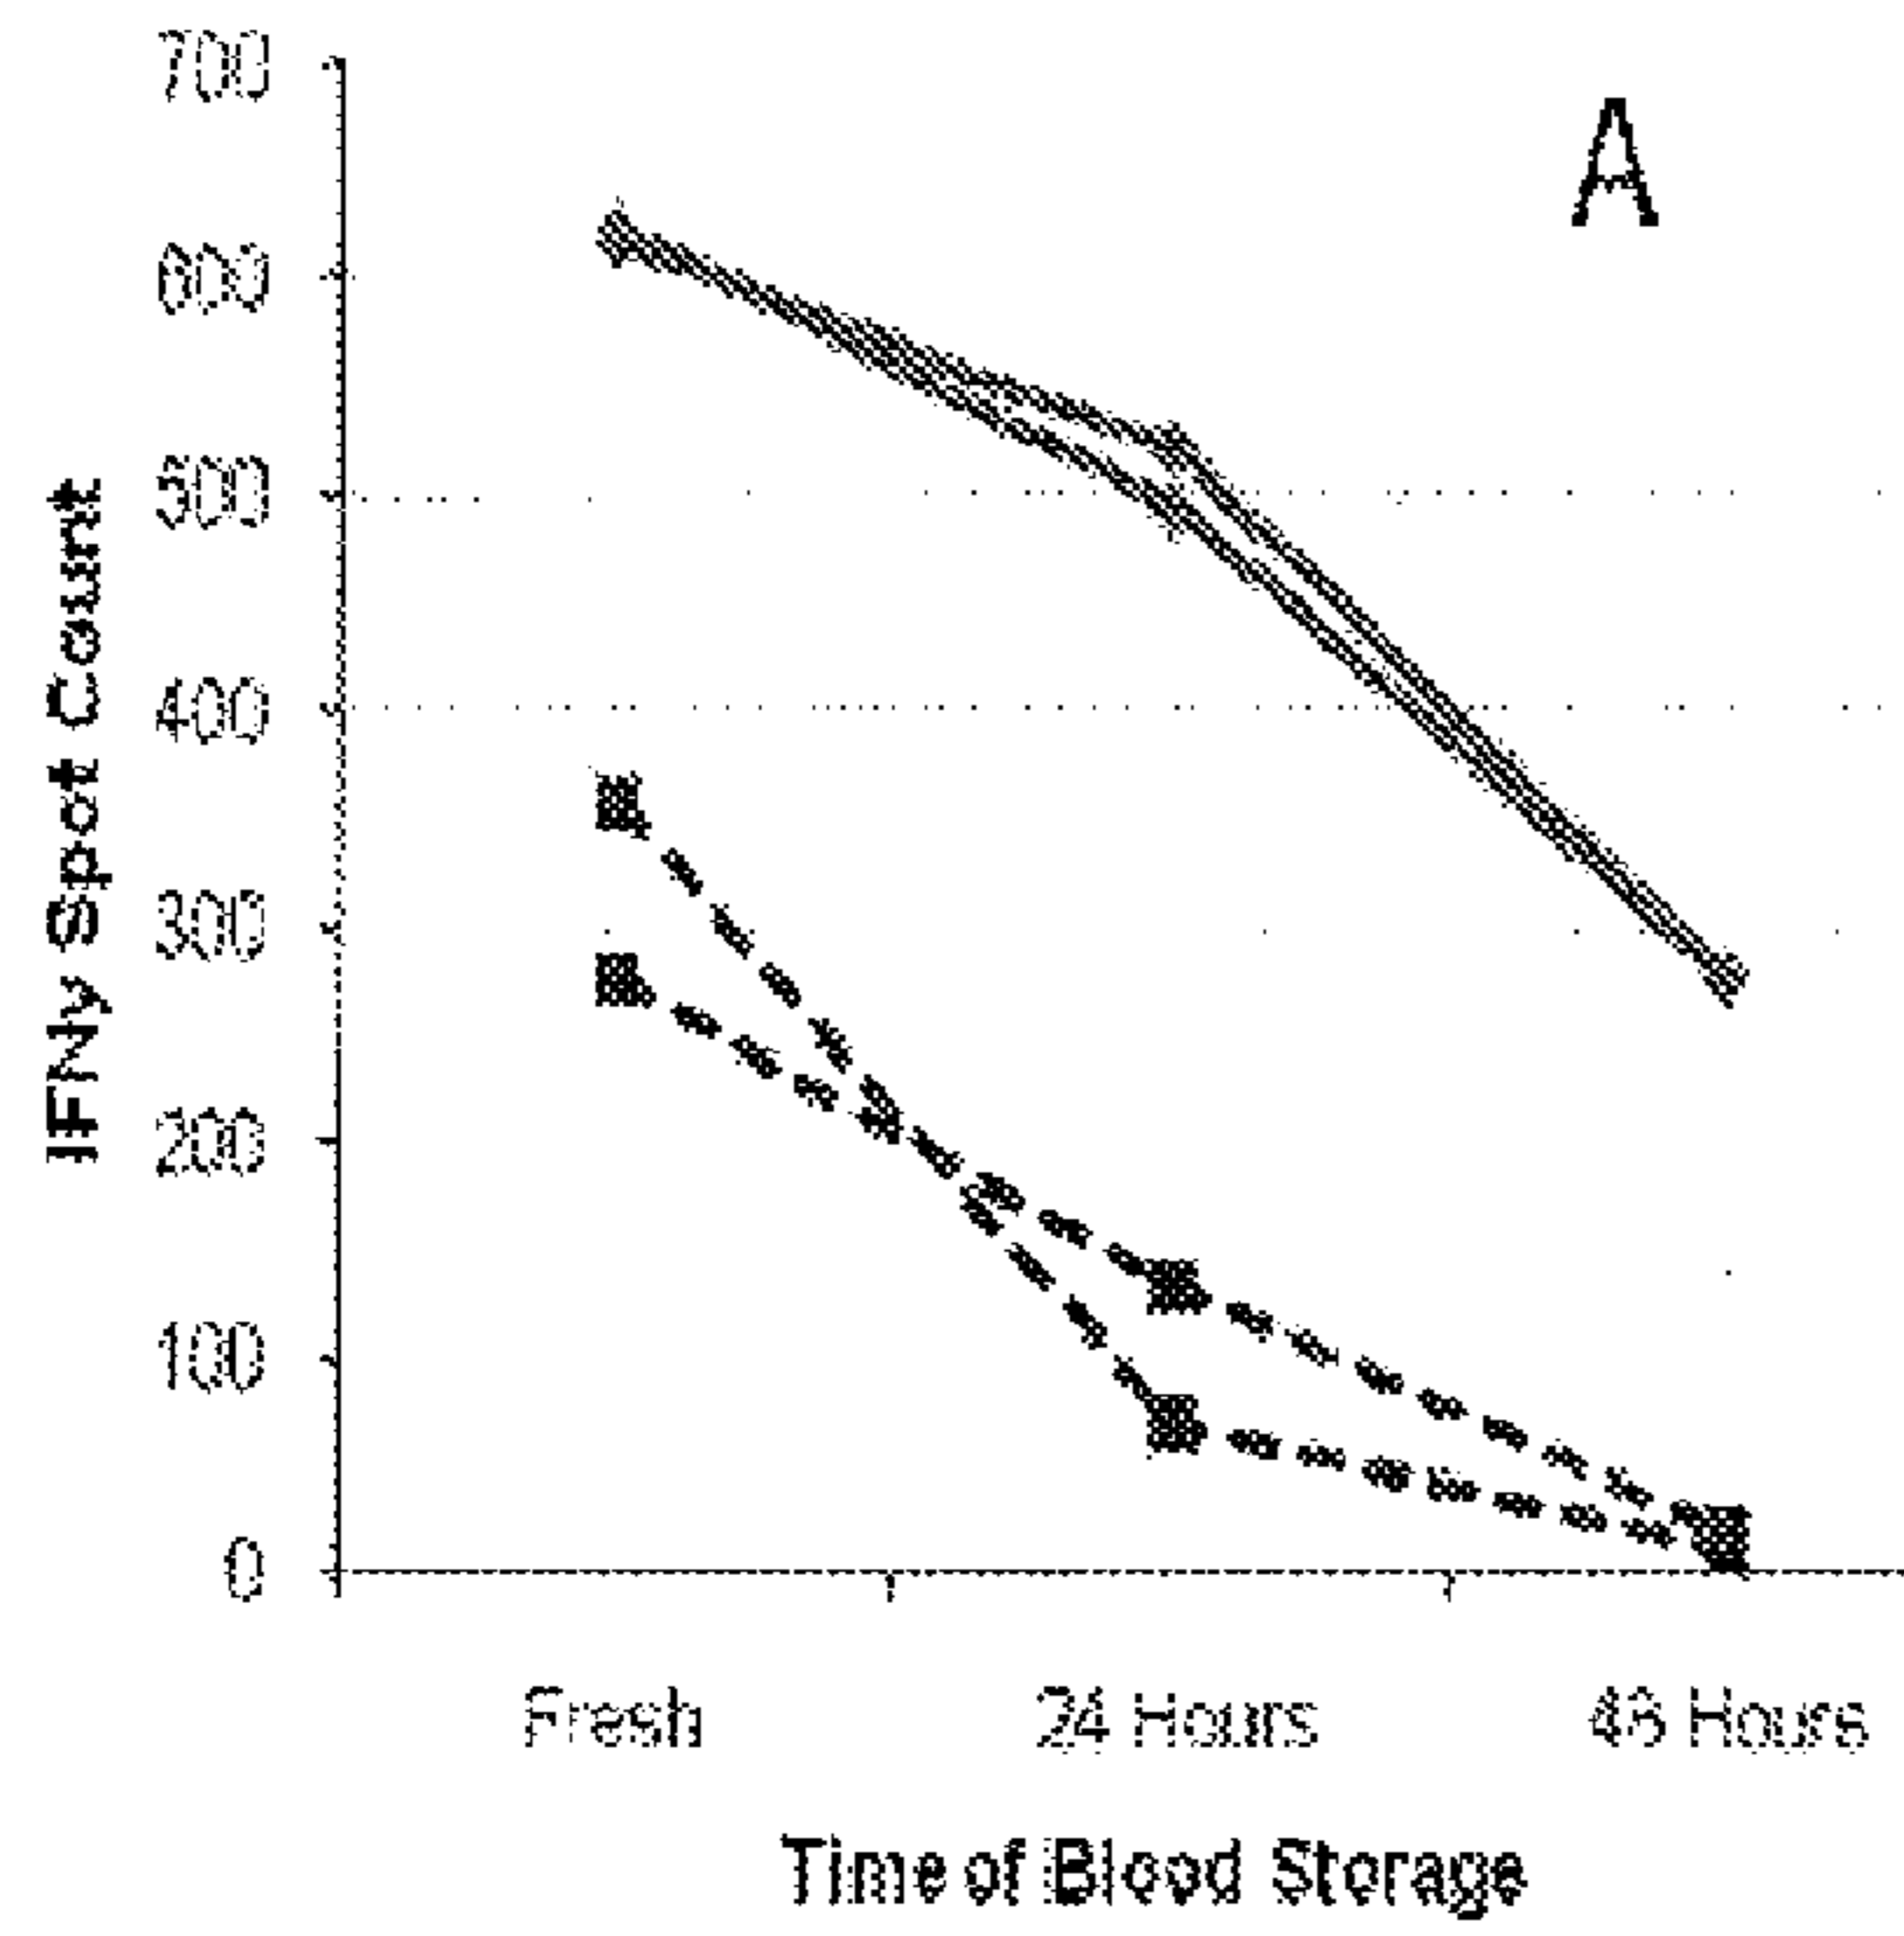 A
700
600
500
400
300
200
100
0
IFNγ Spot Count
Fresh
24 Hours
48 Hours
Time of Blood Storage